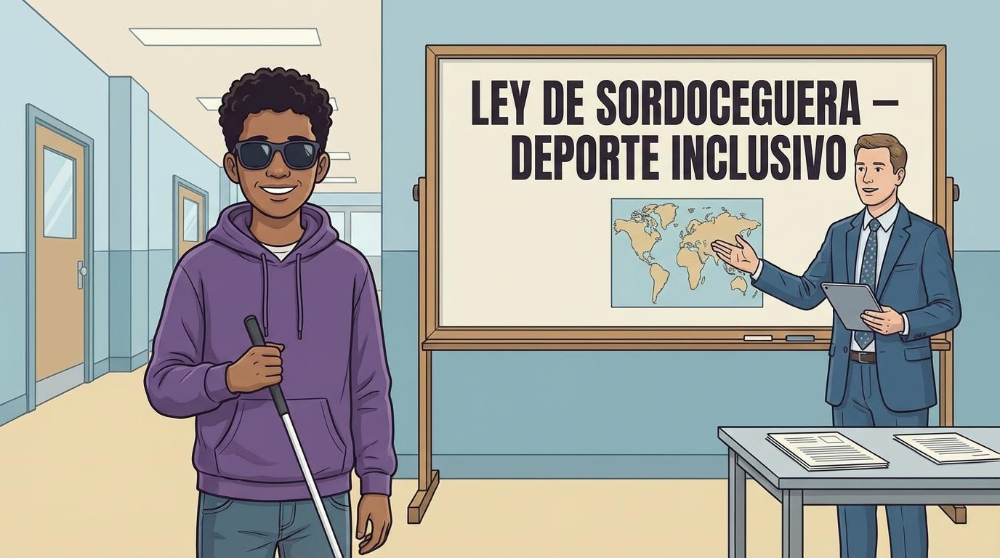 LEY DE SORDOCEGUERA –
DEPORTE INCLUSIVO